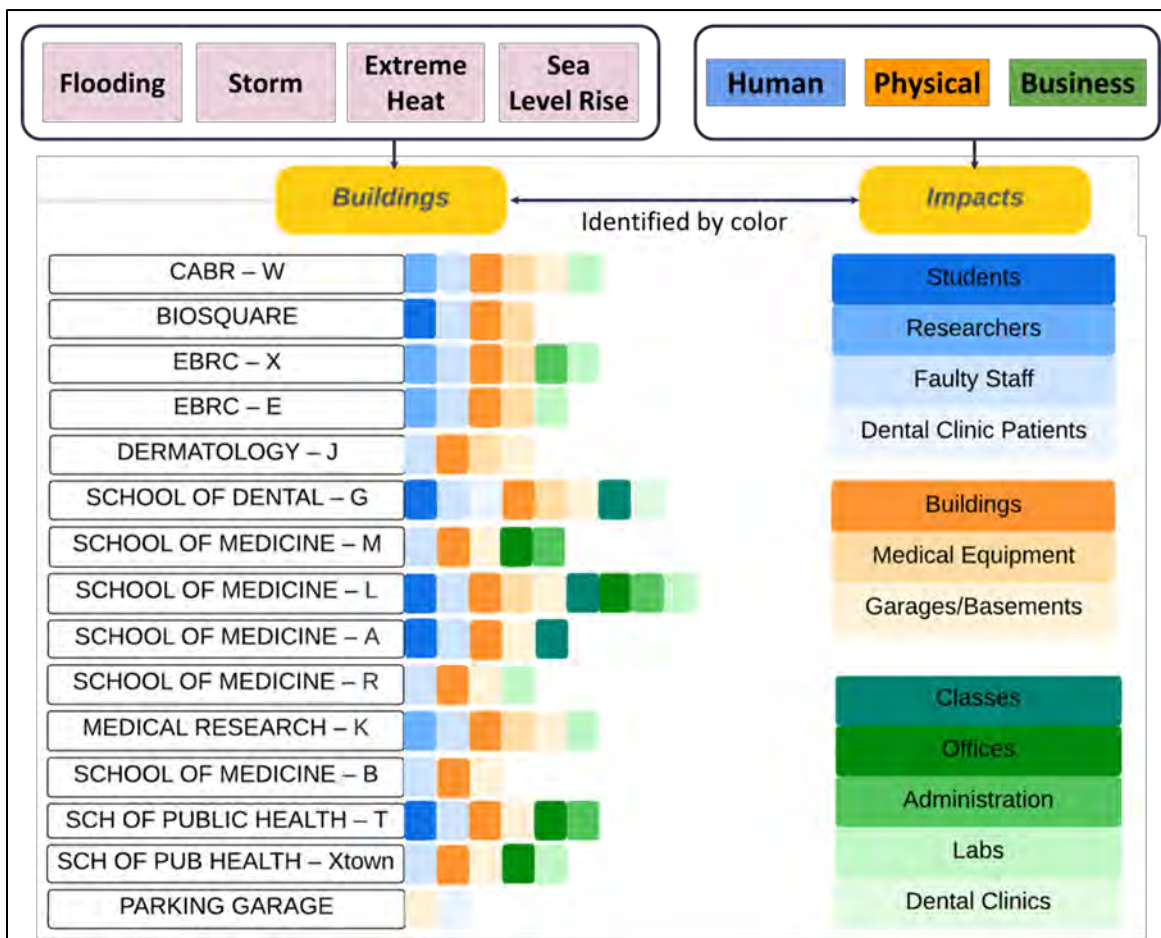 Flooding
Storm
Extreme
Heat
Sea
Level Rise
Human
Physical
Business
Buildings
Impacts
Identified by color
CABR – W
BIOSQUARE
EBRC – X
EBRC – E
DERMATOLOGY – J
SCHOOL OF DENTAL – G
SCHOOL OF MEDICINE – M
SCHOOL OF MEDICINE – L
SCHOOL OF MEDICINE – A
SCHOOL OF MEDICINE – R
MEDICAL RESEARCH – K
SCHOOL OF MEDICINE – B
SCH OF PUBLIC HEALTH – T
SCH OF PUB HEALTH – Xtown
PARKING GARAGE
Students
Researchers
Faulty Staff
Dental Clinic Patients
Buildings
Medical Equipment
Garages/Basements
Classes
Offices
Administration
Labs
Dental Clinics